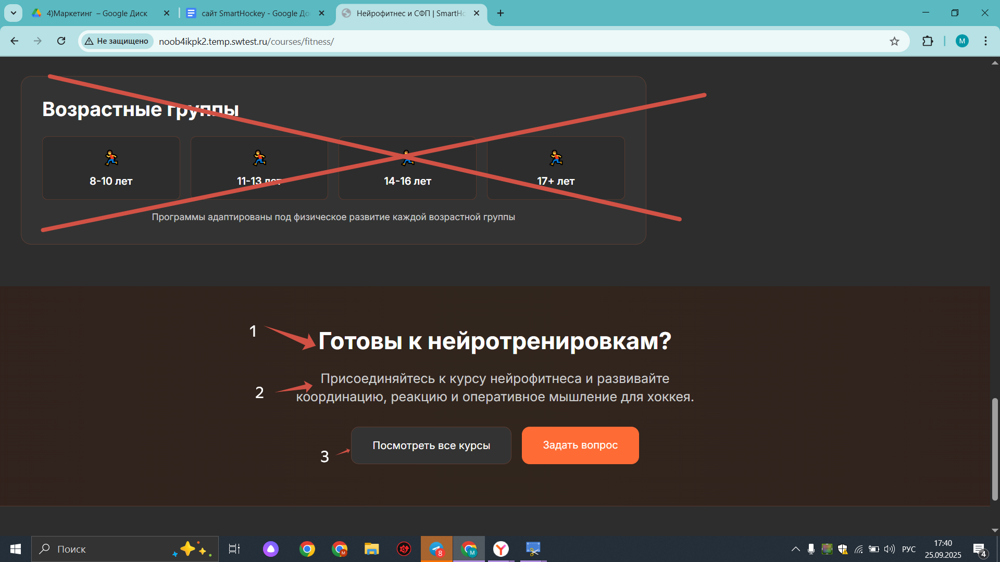 4)Маркетинг – Google Диск
сайт SmartHockey - Google До
Нейрофитнес и СФП | SmartHo
Не защищено
noob4ikpk2.temp.swtest.ru/courses/fitness/
M
Возрастные группы
8-10 лет
11-13 лет
14-16 лет
17+ лет
Программы адаптированы под физическое развитие каждой возрастной группы
1
Готовы к нейротренировкам?
2
Присоединяйтесь к курсу нейрофитнеса и развивайте
координацию, реакцию и оперативное мышление для хоккея.
3
Посмотреть все курсы
Задать вопрос
Поиск
M
8
M
РУС
17:40
25.09.2025
4